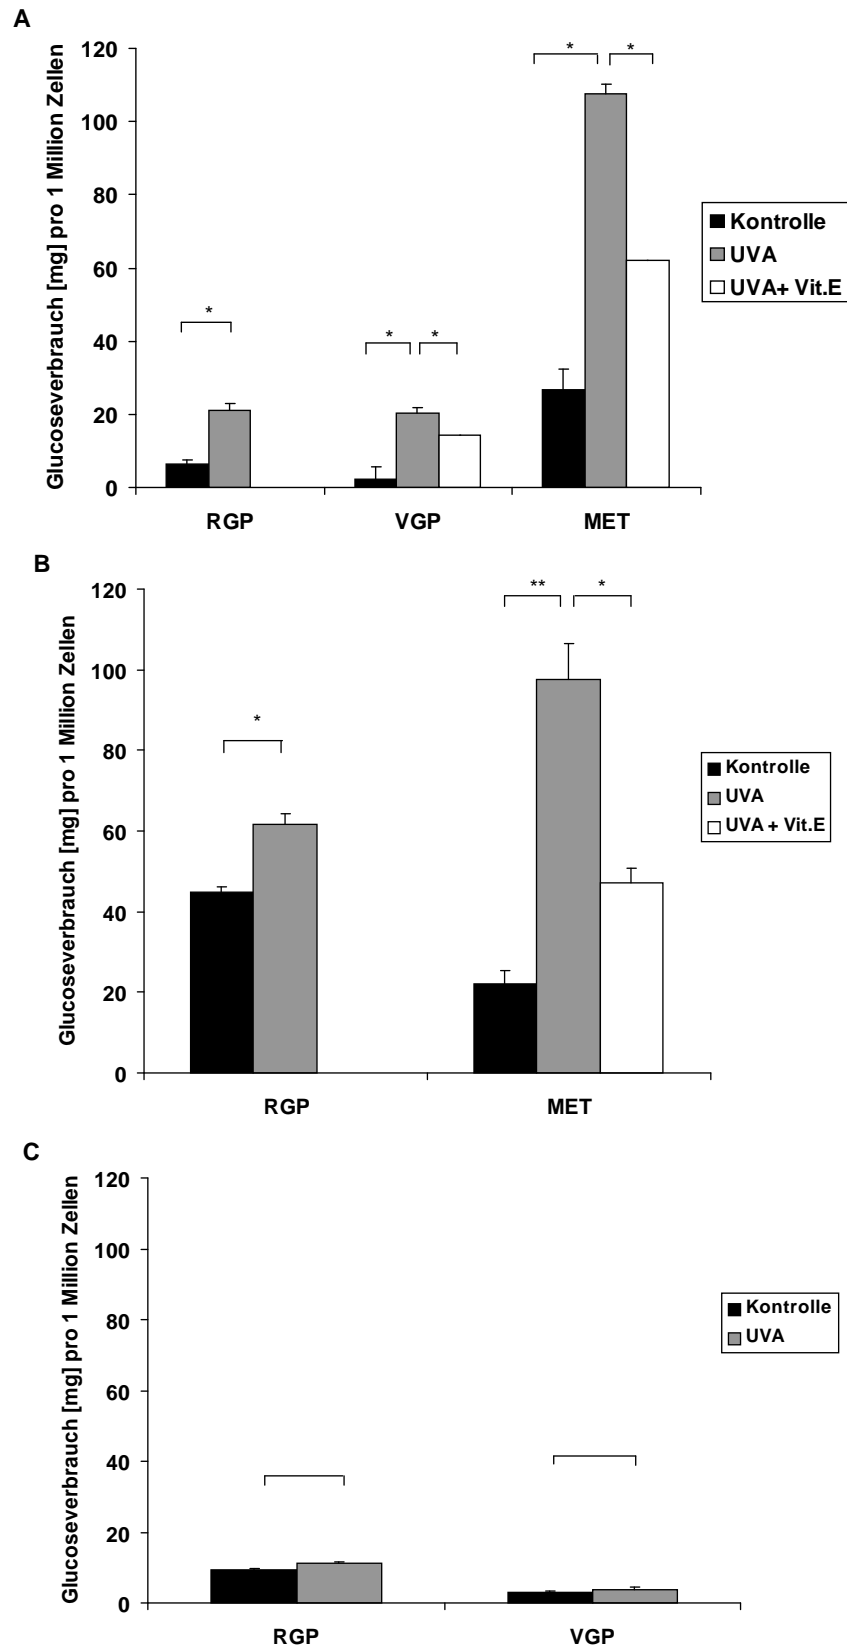 A
Glucoseverbrauch [mg] pro 1 Million Zellen
120
100
80
60
40
20
0
* *
*
* *
RGP VGP MET
Kontrolle
UVA
UVA+ Vit.E
B
Glucoseverbrauch [mg] pro 1 Million Zellen
120
100
80
60
40
20
0
** *
*
RGP MET
Kontrolle
UVA
UVA + Vit.E
C
Glucoseverbrauch [mg] pro 1 Million Zellen
120
100
80
60
40
20
0
RGP VGP
Kontrolle
UVA